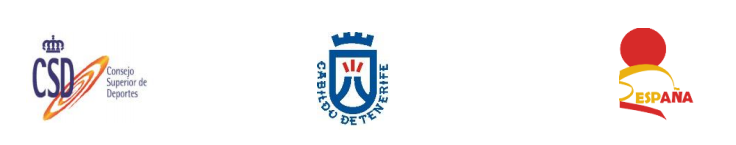 CSD
Consejo
Superior de
Deportes
CABILDO DE TENERIFE
ESPAÑA